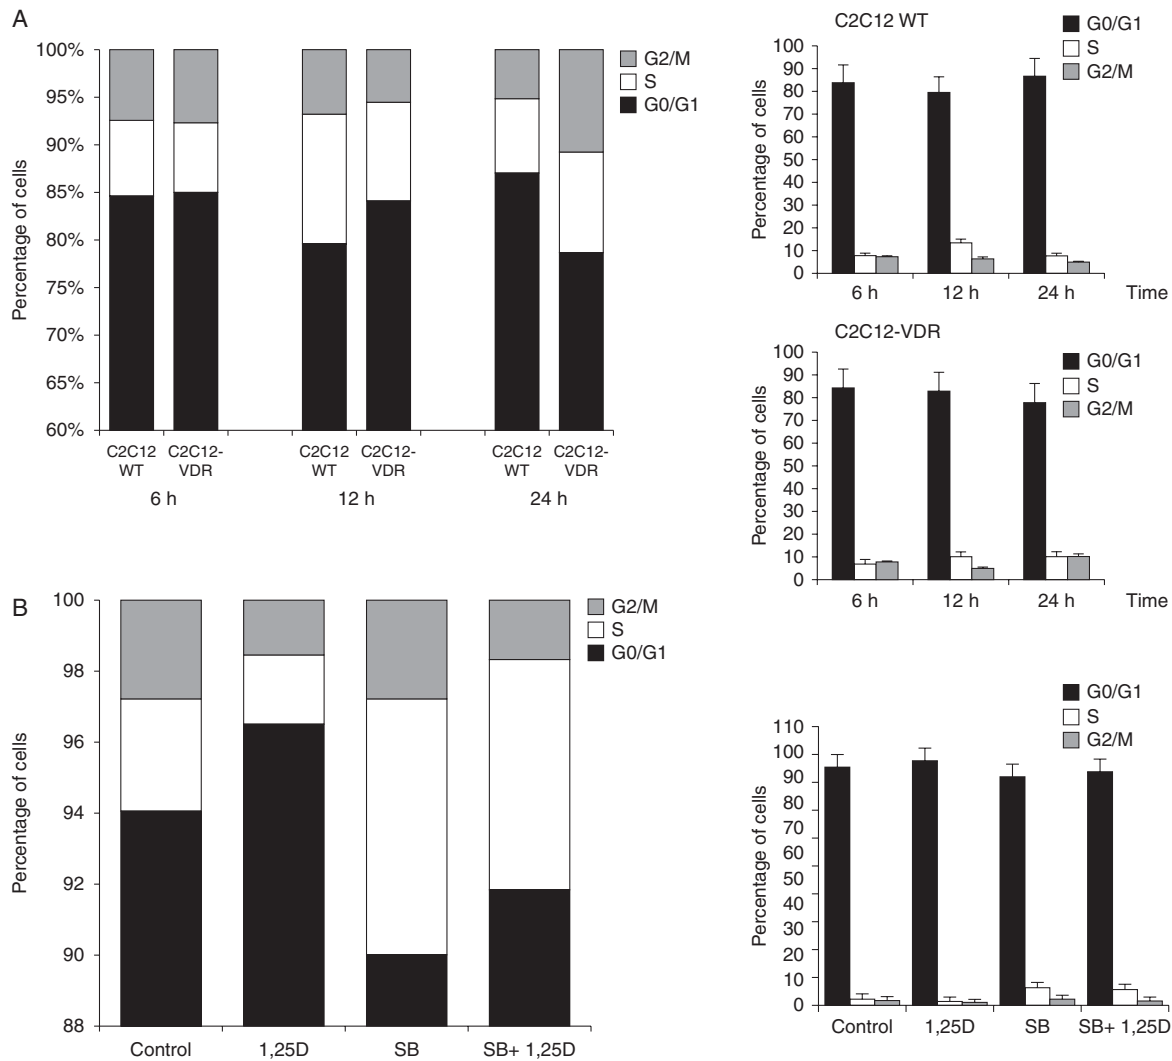 A
100%
95%
90%
85%
80%
75%
70%
65%
60%
Percentage of cells
G2/M
S
G0/G1
C2C12 WT
C2C12-VDR
C2C12 WT
C2C12-VDR
C2C12 WT
C2C12-VDR
6 h
12 h
24 h
C2C12 WT
G0/G1
S
G2/M
100
90
80
70
60
50
40
30
20
10
0
Percentage of cells
6 h
12 h
24 h
Time
C2C12-VDR
G0/G1
S
G2/M
100
90
80
70
60
50
40
30
20
10
0
Percentage of cells
6 h
12 h
24 h
Time
B
100
98
96
94
92
90
88
Percentage of cells
G2/M
S
G0/G1
Control
1,25D
SB
SB+ 1,25D
G0/G1
S
G2/M
110
100
90
80
70
60
50
40
30
20
10
0
Percentage of cells
Control
1,25D
SB
SB+ 1,25D